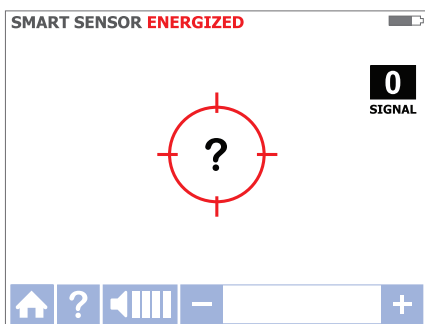 SMART SENSOR ENERGIZED
0
SIGNAL
?
?
− +